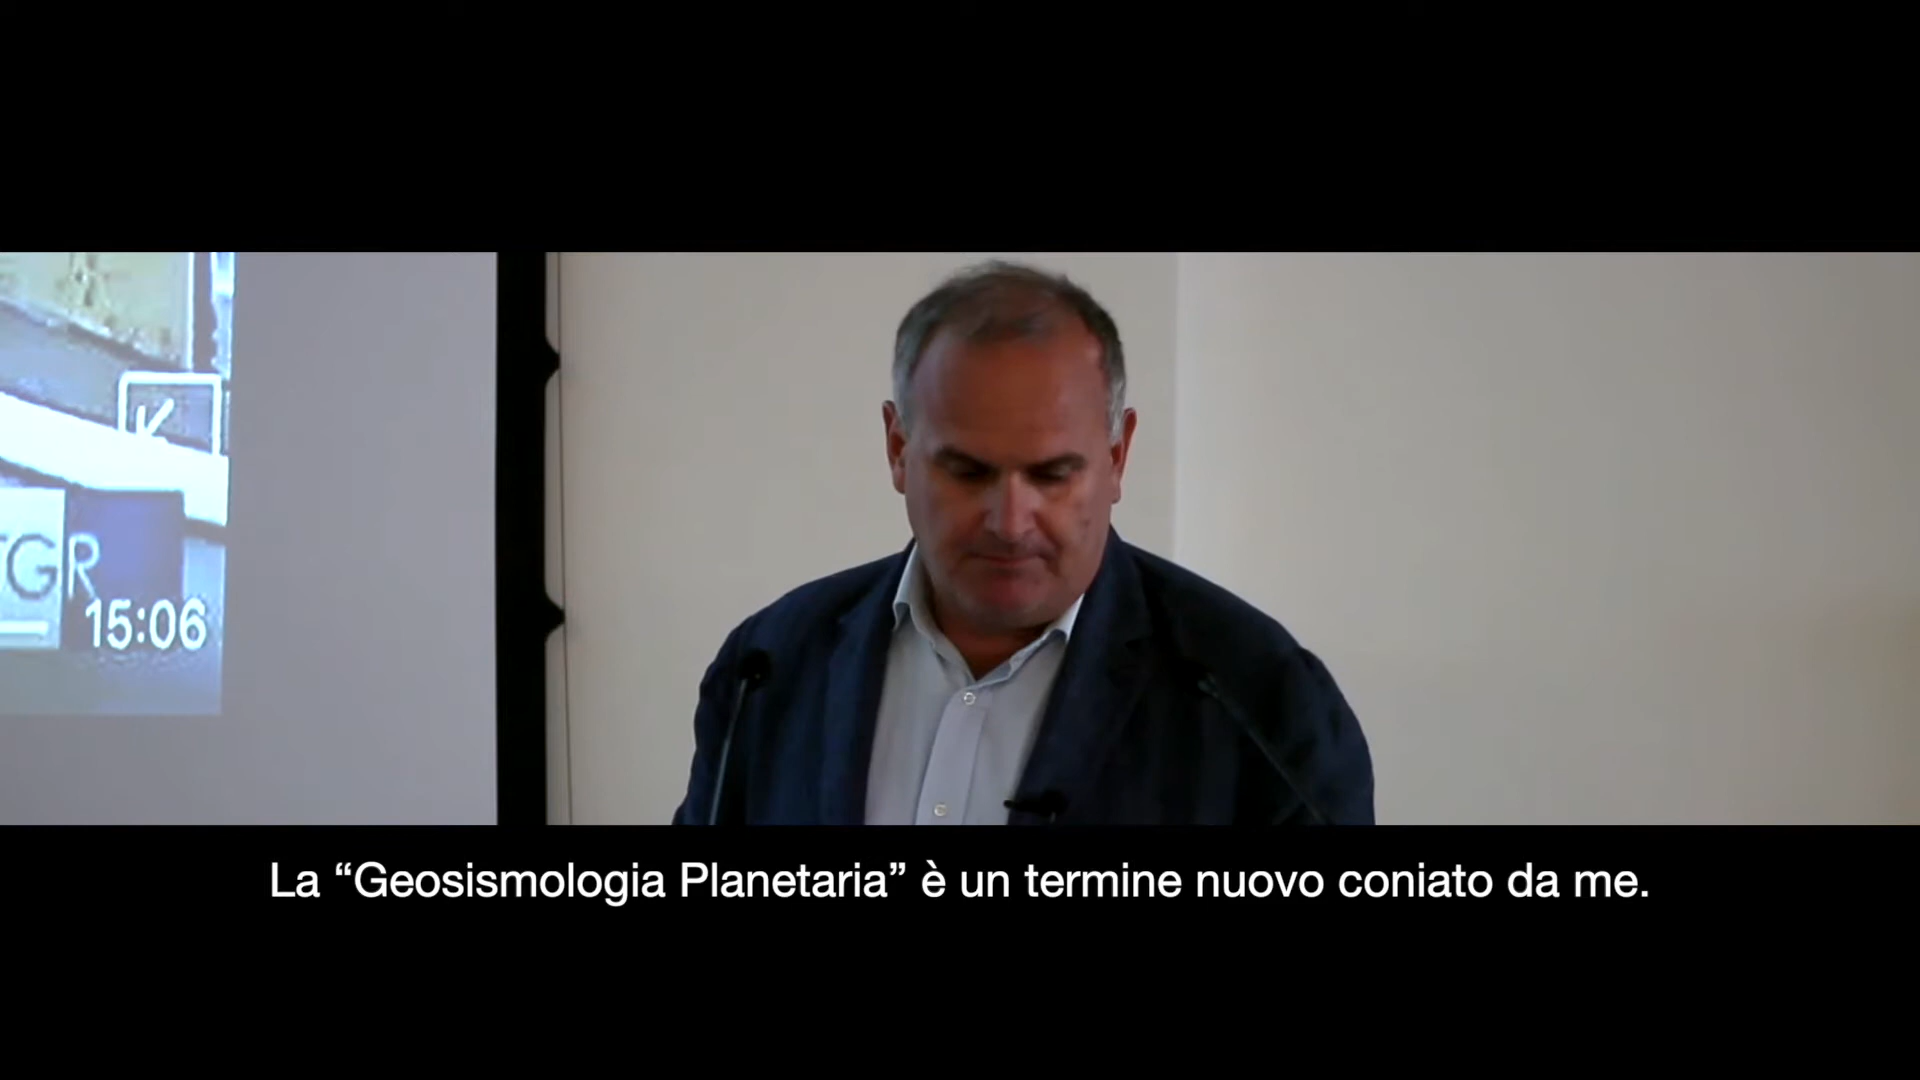 K
TGR
15:06
La “Geosismologia Planetaria” è un termine nuovo coniato da me.